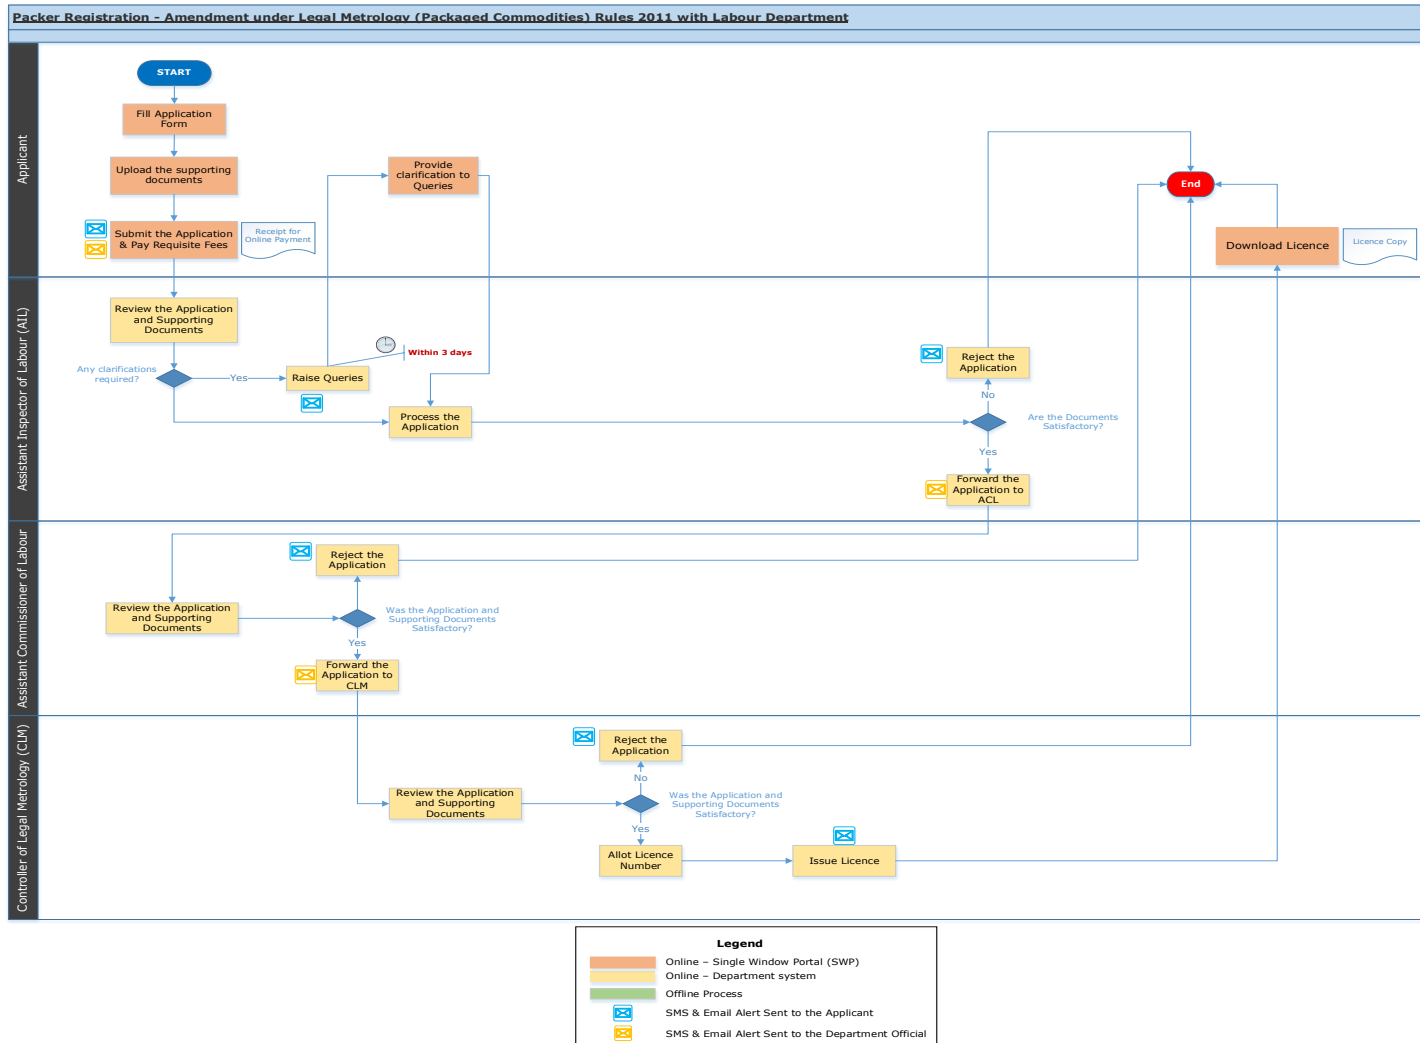 Packer Registration - Amendment under Legal Metrology (Packaged Commodities) Rules 2011 with Labour Department
Applicant
START
Fill Application
Form
Upload the supporting
documents
Submit the Application
& Pay Requisite Fees
Receipt for
Online Payment
Provide
clarification to
Queries
End
Download Licence
Licence Copy
Assistant Inspector of Labour (AIL)
Review the Application
and Supporting
Documents
Any clarifications
required?
Yes
Raise Queries
Within 3 days
Process the
Application
Reject the
Application
No
Are the Documents
Satisfactory?
Yes
Forward the
Application to
ACL
Assistant Commissioner of Labour
Reject the
Application
Review the Application
and Supporting
Documents
Was the Application and
Supporting Documents
Satisfactory?
Yes
Forward the
Application to
CLM
Controller of Legal Metrology (CLM)
Reject the
Application
No
Review the Application
and Supporting
Documents
Was the Application and
Supporting Documents
Satisfactory?
Yes
Allot Licence
Number
Issue Licence
Legend
Online – Single Window Portal (SWP)
Online – Department system
Offline Process
SMS & Email Alert Sent to the Applicant
SMS & Email Alert Sent to the Department Official